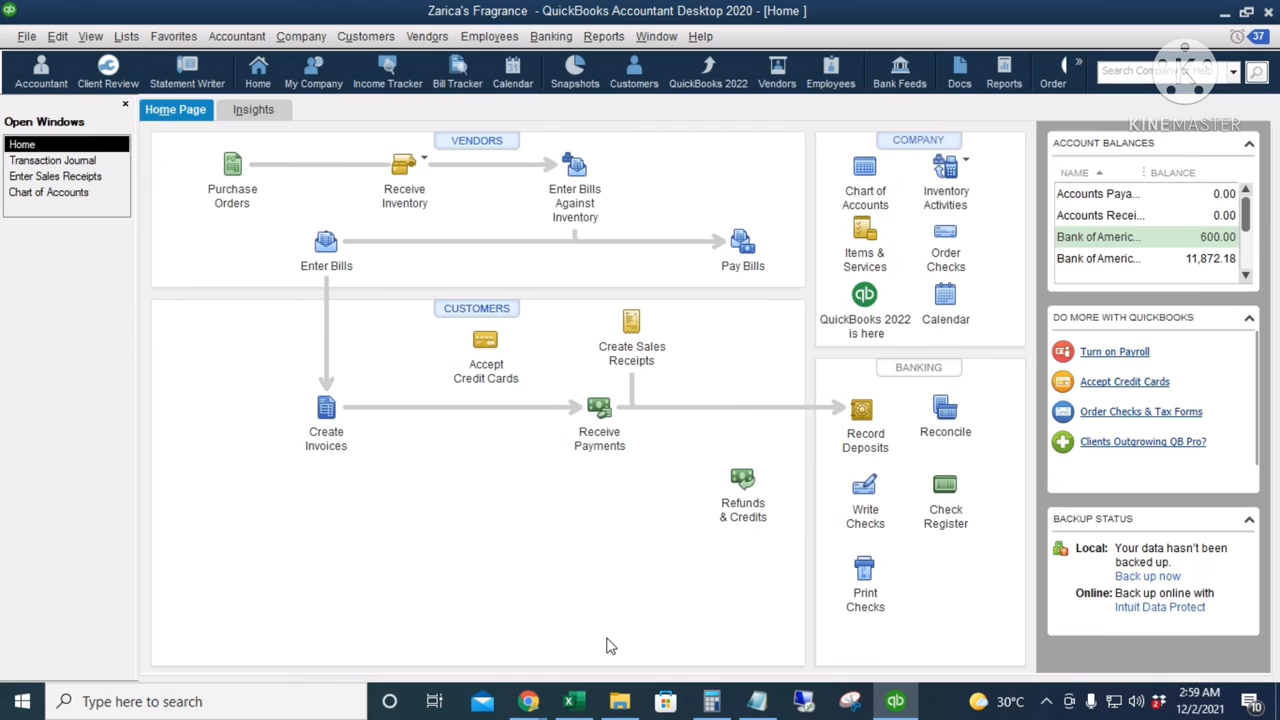 Zarica's Fragrance - QuickBooks Accountant Desktop 2020 - [Home ]
File Edit View Lists Favorites Accountant Company Customers Vendors Employees Banking Reports Window Help
37
Accountant Client Review Statement Writer Home My Company Income Tracker Bill Tracker Calendar Snapshots Customers QuickBooks 2022 Vendors Employees Bank Feeds Docs Reports Order
Search Company or Help
KINEMASTER
Open Windows
Home
Transaction Journal
Enter Sales Receipts
Chart of Accounts
Home Page
Insights
VENDORS
Purchase
Orders
Receive
Inventory
Enter Bills
Against
Inventory
Enter Bills
Pay Bills
CUSTOMERS
Accept
Credit Cards
Create Sales
Receipts
Create
Invoices
Receive
Payments
Refunds
& Credits
COMPANY
Chart of
Accounts
Inventory
Activities
Items &
Services
Order
Checks
qb
QuickBooks 2022
is here
Calendar
BANKING
Record
Deposits
Reconcile
Write
Checks
Check
Register
Print
Checks
ACCOUNT BALANCES
NAME BALANCE
Accounts Paya... 0.00
Accounts Recei... 0.00
Bank of Americ... 600.00
Bank of Americ... 11,872.18
DO MORE WITH QUICKBOOKS
Turn on Payroll
Accept Credit Cards
Order Checks & Tax Forms
Clients Outgrowing QB Pro?
BACKUP STATUS
Local: Your data hasn't been
backed up.
Back up now
Online: Back up online with
Intuit Data Protect
Type here to search
30°C
2
2:59 AM
12/2/2021
10